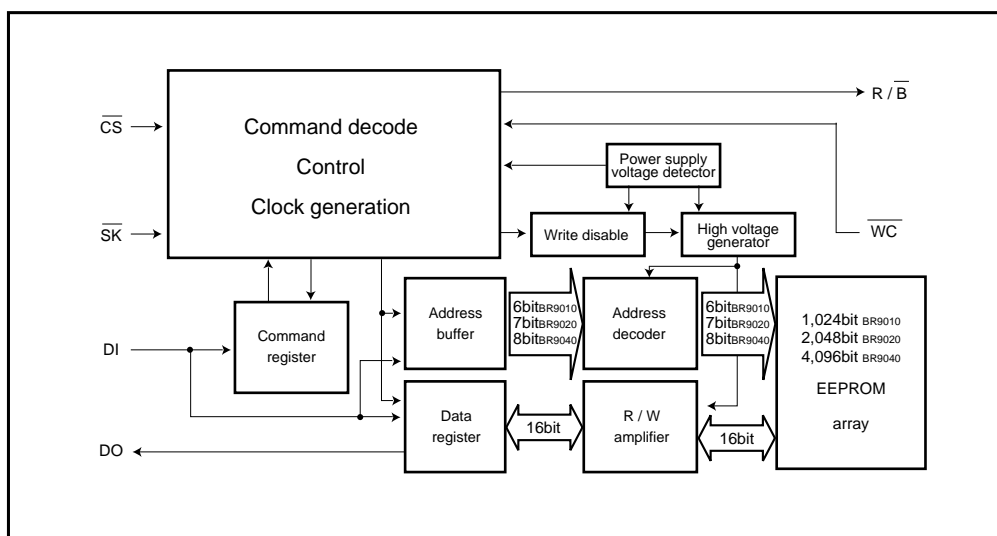 R / B
CS
Command decode
Control
Clock generation
Power supply
voltage detector
SK
Write disable
High voltage
generator
WC
Address
buffer
6bitBR9010
7bitBR9020
8bitBR9040
Address
decoder
6bitBR9010
7bitBR9020
8bitBR9040
1,024bit BR9010
2,048bit BR9020
4,096bit BR9040
EEPROM
array
DI
Command
register
Data
register
16bit
R / W
amplifier
16bit
DO